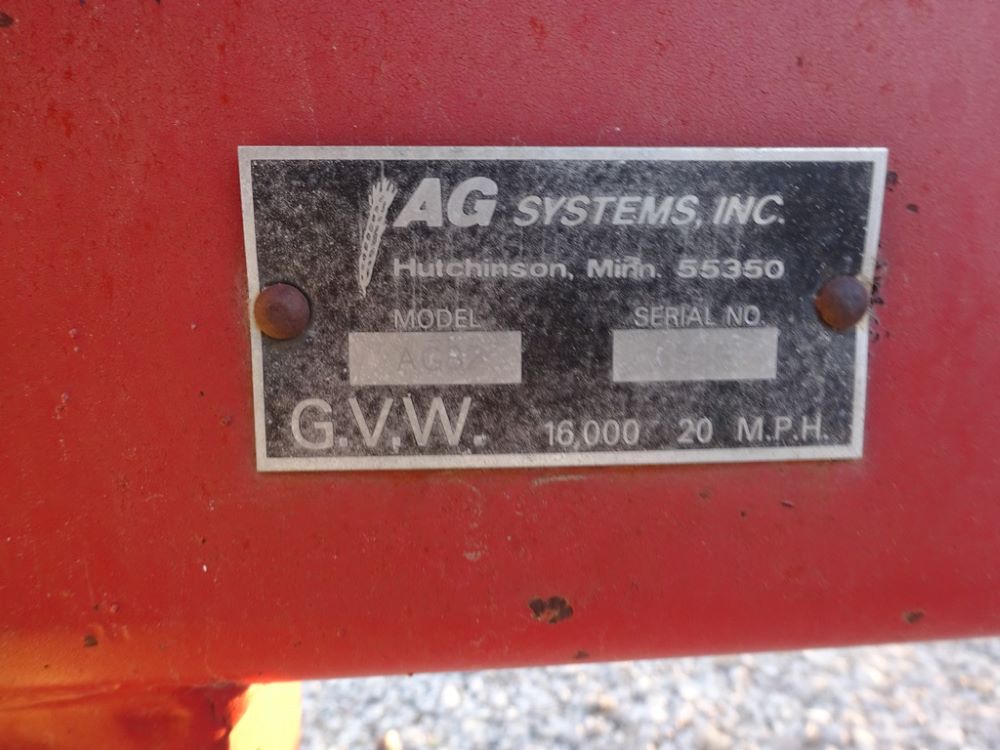 AG SYSTEMS, INC.
Hutchinson, Minn. 55350
MODEL SERIAL NO
G.V.W. 16,000 20 M.P.H.